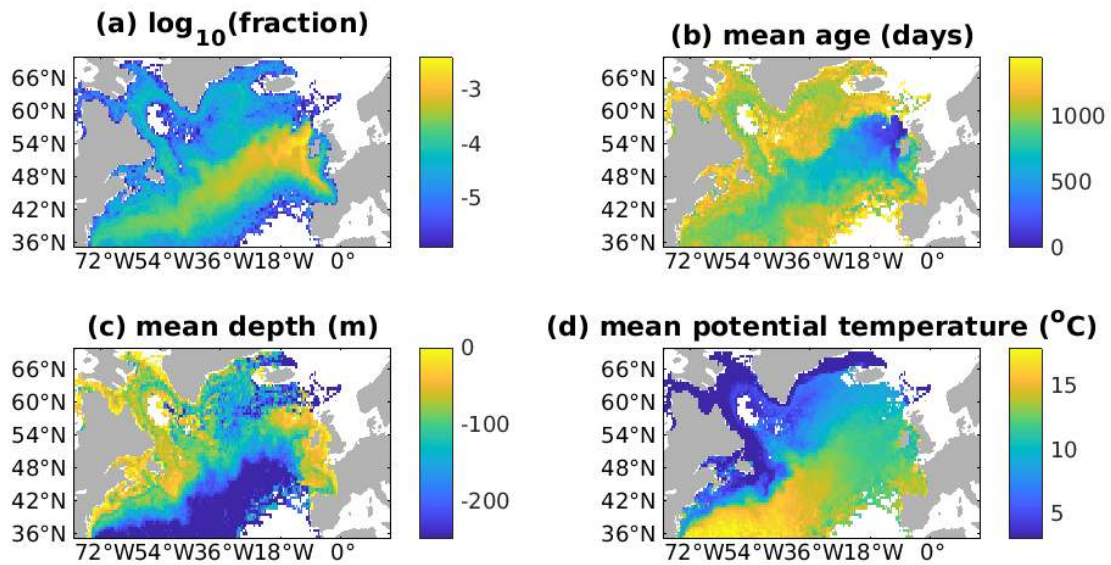 (a) log10(fraction)
66°N
60°N
54°N
48°N
42°N
36°N
72°W54°W36°W18°W 0°
-3
-4
-5
(b) mean age (days)
66°N
60°N
54°N
48°N
42°N
36°N
72°W54°W36°W18°W 0°
1000
500
0
(c) mean depth (m)
66°N
60°N
54°N
48°N
42°N
36°N
72°W54°W36°W18°W 0°
0
-100
-200
(d) mean potential temperature (°C)
66°N
60°N
54°N
48°N
42°N
36°N
72°W54°W36°W18°W 0°
15
10
5